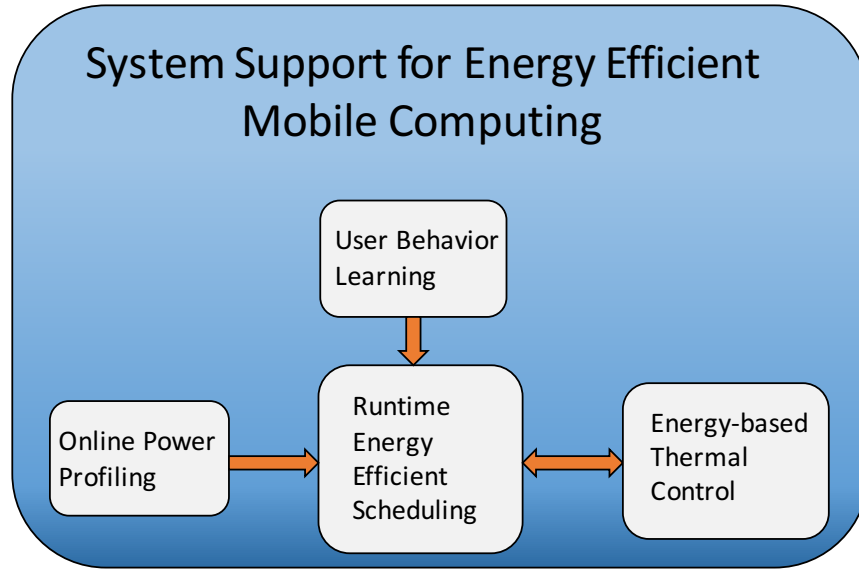 System Support for Energy Efficient
Mobile Computing
User Behavior
Learning
Online Power
Profiling
Runtime
Energy
Efficient
Scheduling
Energy-based
Thermal
Control